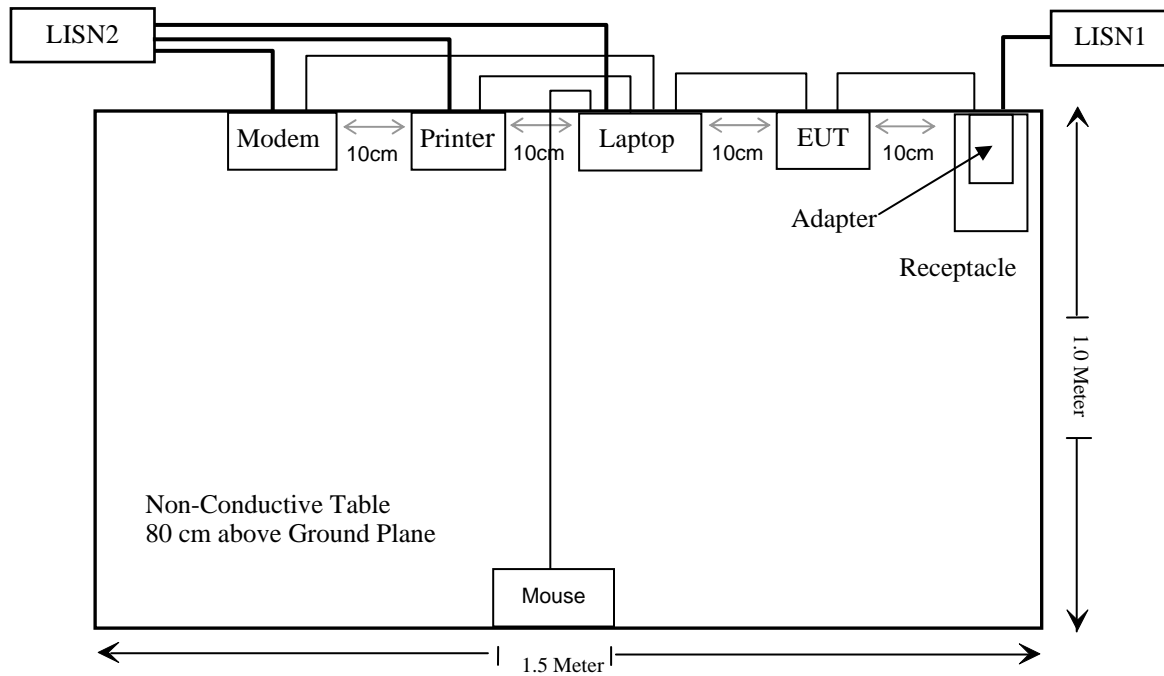 LISN2
LISN1
Modem
Printer
Laptop
EUT
10cm
10cm
10cm
10cm
Adapter
Receptacle
1.0 Meter
Non-Conductive Table
80 cm above Ground Plane
Mouse
1.5 Meter